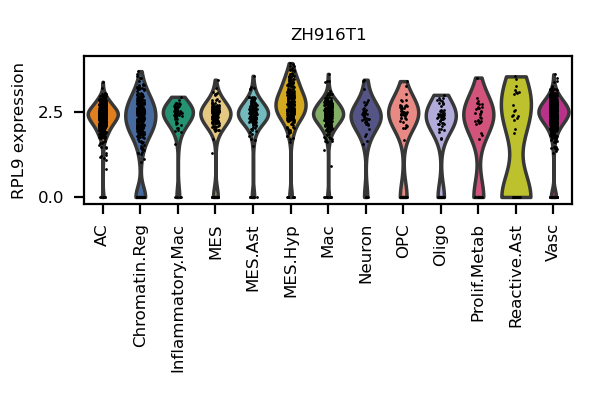 ZH916T1
RPL9 expression
2.5
0.0
AC
Chromatin.Reg
Inflammatory.Mac
MES
MES.Ast
MES.Hyp
Mac
Neuron
OPC
Oligo
Prolif.Metab
Reactive.Ast
Vasc